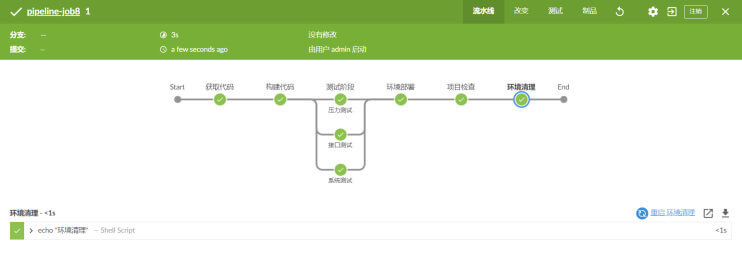 pipeline-job8 1 流水线 改变 测试 制品 注销
分支: — 3s 没有修改
提交: — a few seconds ago 由用户 admin 启动
Start 获取代码 构建代码 测试阶段 环境部署 项目检查 环境清理 End
压力测试
接口测试
系统测试
环境清理 - <1s 重启 环境清理
echo "环境清理" — Shell Script <1s